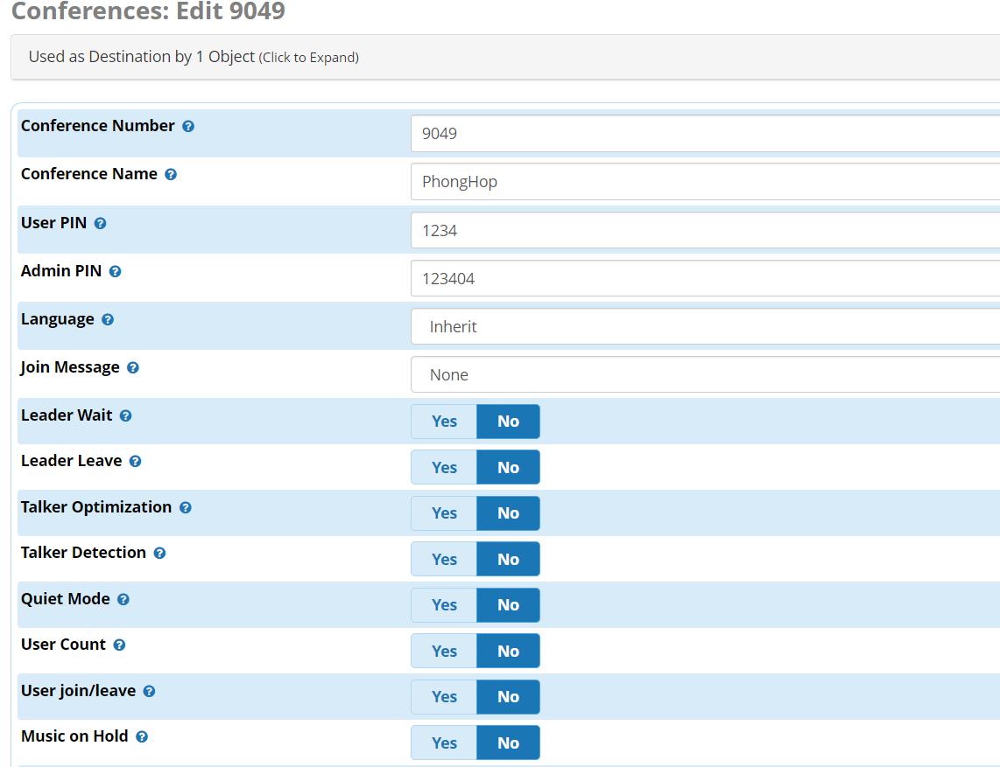 Conferences: Edit 9049
Used as Destination by 1 Object (Click to Expand)
Conference Number 9049
Conference Name PhongHop
User PIN 1234
Admin PIN 123404
Language Inherit
Join Message None
Leader Wait Yes No
Leader Leave Yes No
Talker Optimization Yes No
Talker Detection Yes No
Quiet Mode Yes No
User Count Yes No
User join/leave Yes No
Music on Hold Yes No